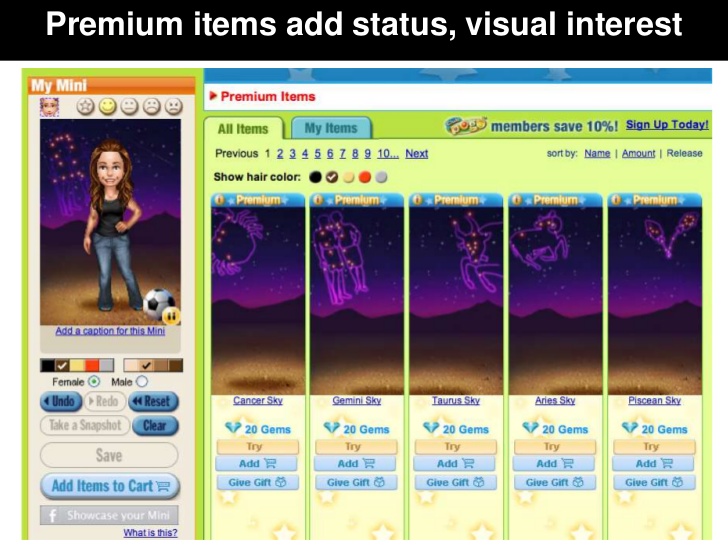 Premium items add status, visual interest
My Mini
Add a caption for this Mini
Female Male
Undo Redo Reset
Take a Snapshot Clear
Save
Add Items to Cart
f Showcase your Mini
What is this?
Premium Items
All Items My Items
members save 10%! Sign Up Today!
Previous 1 2 3 4 5 6 7 8 9 10... Next
sort by: Name | Amount | Release
Show hair color:
Premium Premium Premium Premium Premium
Cancer Sky Gemini Sky Taurus Sky Aries Sky Piscean Sky
20 Gems 20 Gems 20 Gems 20 Gems 20 Gems
Try Try Try Try Try
Add Add Add Add Add
Give Gift Give Gift Give Gift Give Gift Give Gift